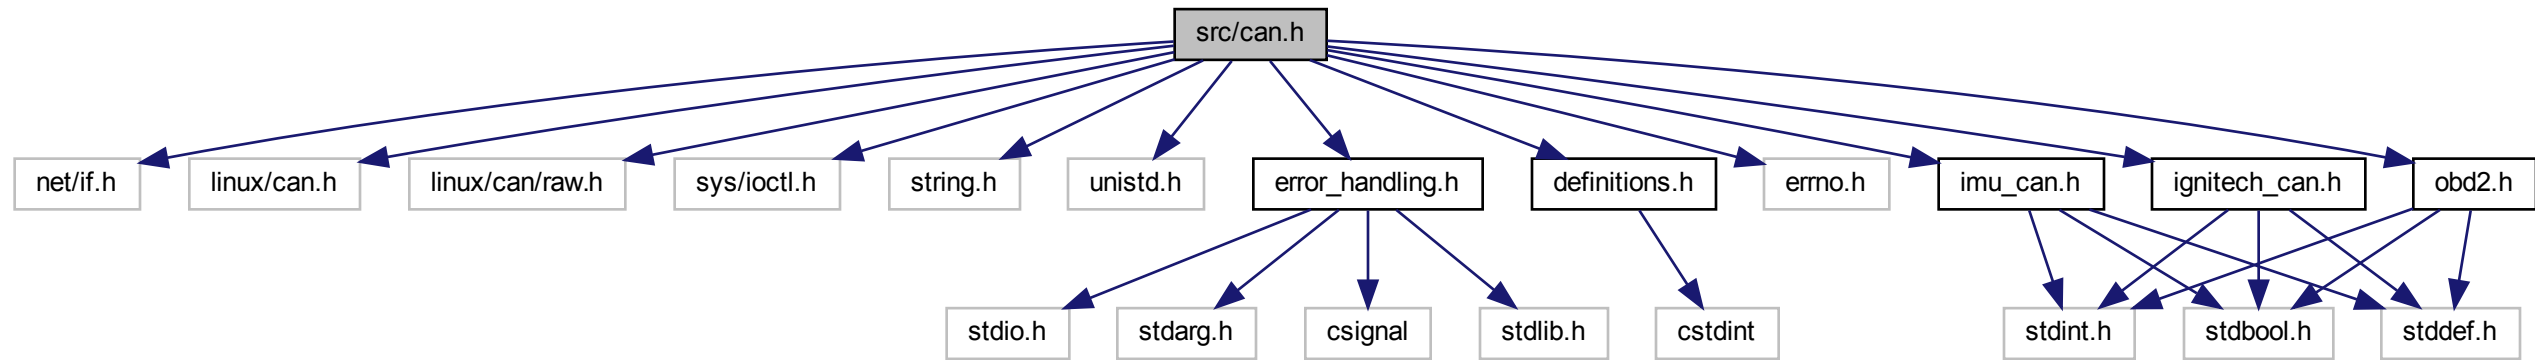 src/can.h
net/if.h
linux/can.h
linux/can/raw.h
sys/ioctl.h
string.h
unistd.h
error_handling.h
definitions.h
errno.h
imu_can.h
ignitech_can.h
obd2.h
stdio.h
stdarg.h
csignal
stdlib.h
cstdint
stdint.h
stdbool.h
stddef.h